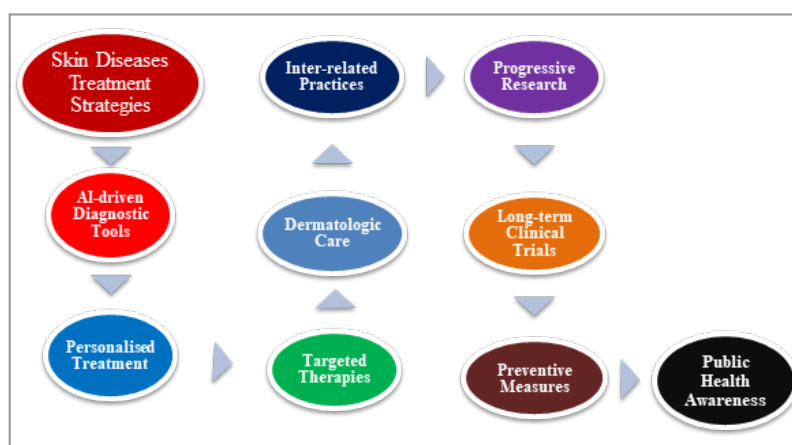 Skin Diseases
Treatment
Strategies
AI-driven
Diagnostic
Tools
Personalised
Treatment
Targeted
Therapies
Dermatologic
Care
Inter-related
Practices
Progressive
Research
Long-term
Clinical
Trials
Preventive
Measures
Public
Health
Awareness